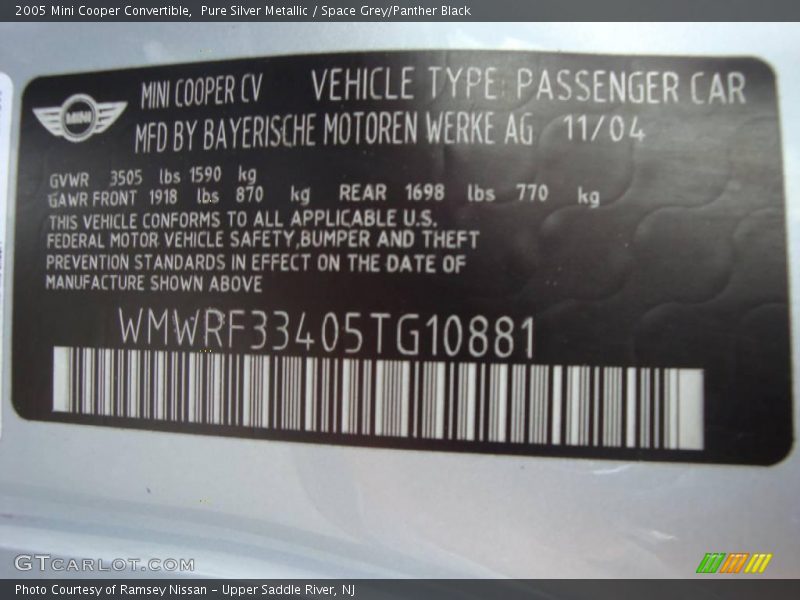 2005 Mini Cooper Convertible, Pure Silver Metallic / Space Grey/Panther Black
MINI COOPER CV VEHICLE TYPE PASSENGER CAR
MINI
MFD BY BAYERISCHE MOTOREN WERKE AG 11/04
GVWR 3505 lbs 1590 kg
GAWR FRONT 1918 lbs 870 kg REAR 1698 lbs 770 kg
THIS VEHICLE CONFORMS TO ALL APPLICABLE U.S.
FEDERAL MOTOR VEHICLE SAFETY,BUMPER AND THEFT
PREVENTION STANDARDS IN EFFECT ON THE DATE OF
MANUFACTURE SHOWN ABOVE
WMWRF33405TG10881
GTCARLOT.COM
Photo Courtesy of Ramsey Nissan - Upper Saddle River, NJ